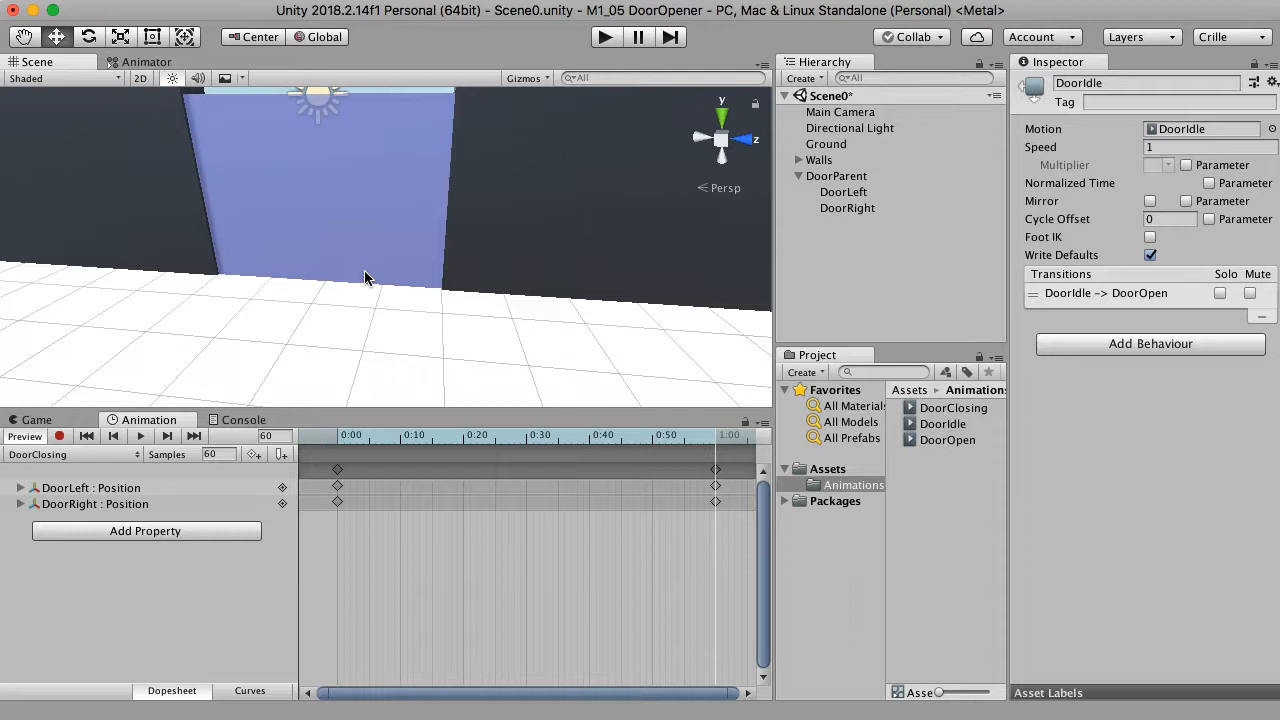 Unity 2018.2.14f1 Personal (64bit) - Scene0.unity - M1_05 DoorOpener - PC, Mac & Linux Standalone (Personal) <Metal>
Center Global Collab Account Layers Crille
Scene Animator
Shaded 2D Gizmos All
y
z
Persp
Hierarchy
Create All
Scene0*
Main Camera
Directional Light
Ground
Walls
DoorParent
DoorLeft
DoorRight
Inspector
DoorIdle
Tag
Motion DoorIdle
Speed 1
Multiplier Parameter
Normalized Time Parameter
Mirror Parameter
Cycle Offset 0 Parameter
Foot IK
Write Defaults
Transitions Solo Mute
DoorIdle -> DoorOpen
Add Behaviour
Asset Labels
Game Animation Console
Preview 60 0:00 0:10 0:20 0:30 0:40 0:50 1:00
DoorClosing Samples 60
DoorLeft : Position
DoorRight : Position
Add Property
Dopesheet Curves
Project
Create
Favorites
All Materials
All Models
All Prefabs
Assets
Animations
Packages
Assets Animations
DoorClosing
DoorIdle
DoorOpen
Asse